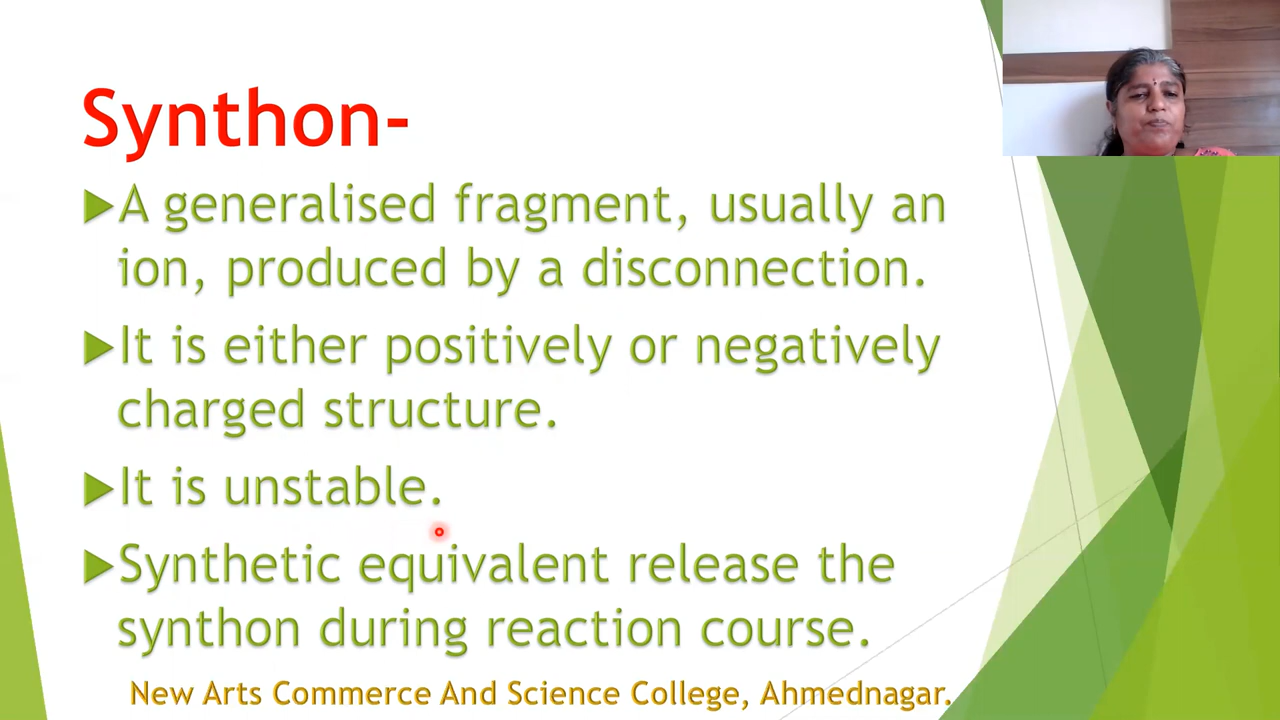 Synthon-
A generalised fragment, usually an
ion, produced by a disconnection.
It is either positively or negatively
charged structure.
It is unstable.
Synthetic equivalent release the
synthon during reaction course.
New Arts Commerce And Science College, Ahmednagar.